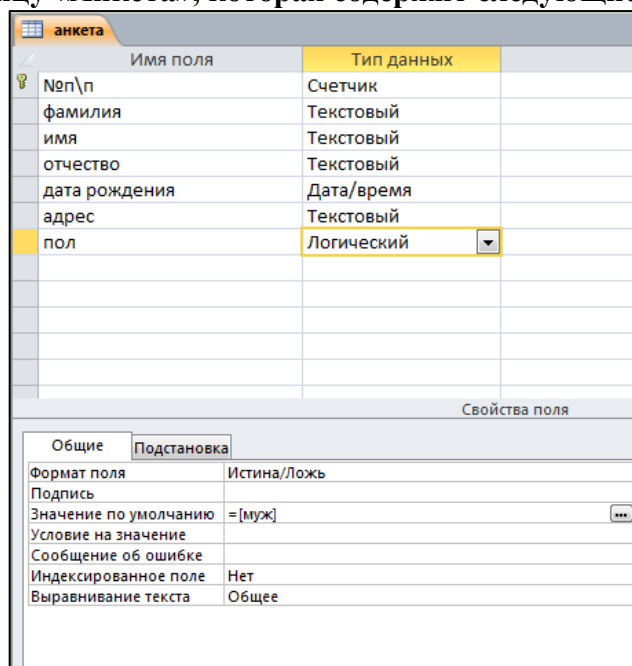 анкета
Имя поля Тип данных
№п\п Счетчик
фамилия Текстовый
имя Текстовый
отчество Текстовый
дата рождения Дата/время
адрес Текстовый
пол Логический
Свойства поля
Общие Подстановка
Формат поля Истина/Ложь
Подпись
Значение по умолчанию =[муж]
Условие на значение
Сообщение об ошибке
Индексированное поле Нет
Выравнивание текста Общее